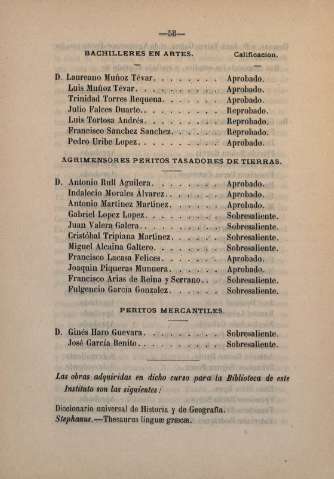 —58—
BACHILLERES EN ARTES. Calificacion.
D. Laureano Muñoz Tévar. . . . . . . . Aprobado.
Luis Muñoz Tévar. . . . . . . . . Aprobado.
Trinidad Torres Requena. . . . . . . Aprobado.
Julio Falces Duarte. . . . . . . . . Reprobado.
Luis Tortosa Andrés. . . . . . . . . Reprobado.
Francisco Sanchez Sanchez. . . . . . . Aprobado.
Pedro Uribe Lopez. . . . . . . . . Aprobado.
AGRIMENSORES PERITOS TASADORES DE TIERRAS.
D. Antonio Rull Aguilera. . . . . . . . Aprobado.
Indalecio Morales Alvarez. . . . . . . Aprobado.
Antonio Martinez Martinez. . . . . . . Aprobado.
Gabriel Lopez Lopez. . . . . . . . . Sobresaliente.
Juan Valera Galera. . . . . . . . . Sobresaliente.
Cristóbal Tripiana Martinez. . . . . . Sobresaliente.
Miguel Alcaina Galtero. . . . . . . . Sobresaliente.
Francisco Lacasa Felices. . . . . . . Aprobado.
Joaquin Piqueras Munuera. . . . . . . Aprobado.
Francisco Arias de Reina y Serrano. . . . Sobresaliente.
Fulgencio Garcia Gonzalez. . . . . . . Sobresaliente.
PERITOS MERCANTILES.
D. Ginés Haro Guevara. . . . . . . . . Sobresaliente.
José García Benito. . . . . . . . . Sobresaliente.
Las obras adquiridas en dicho curso para la Biblioteca de este
Instituto son las siguientes:
Diccionario universal de Historia y de Geografia.
Stephanus.—Thesaurus linguæ græcæ.